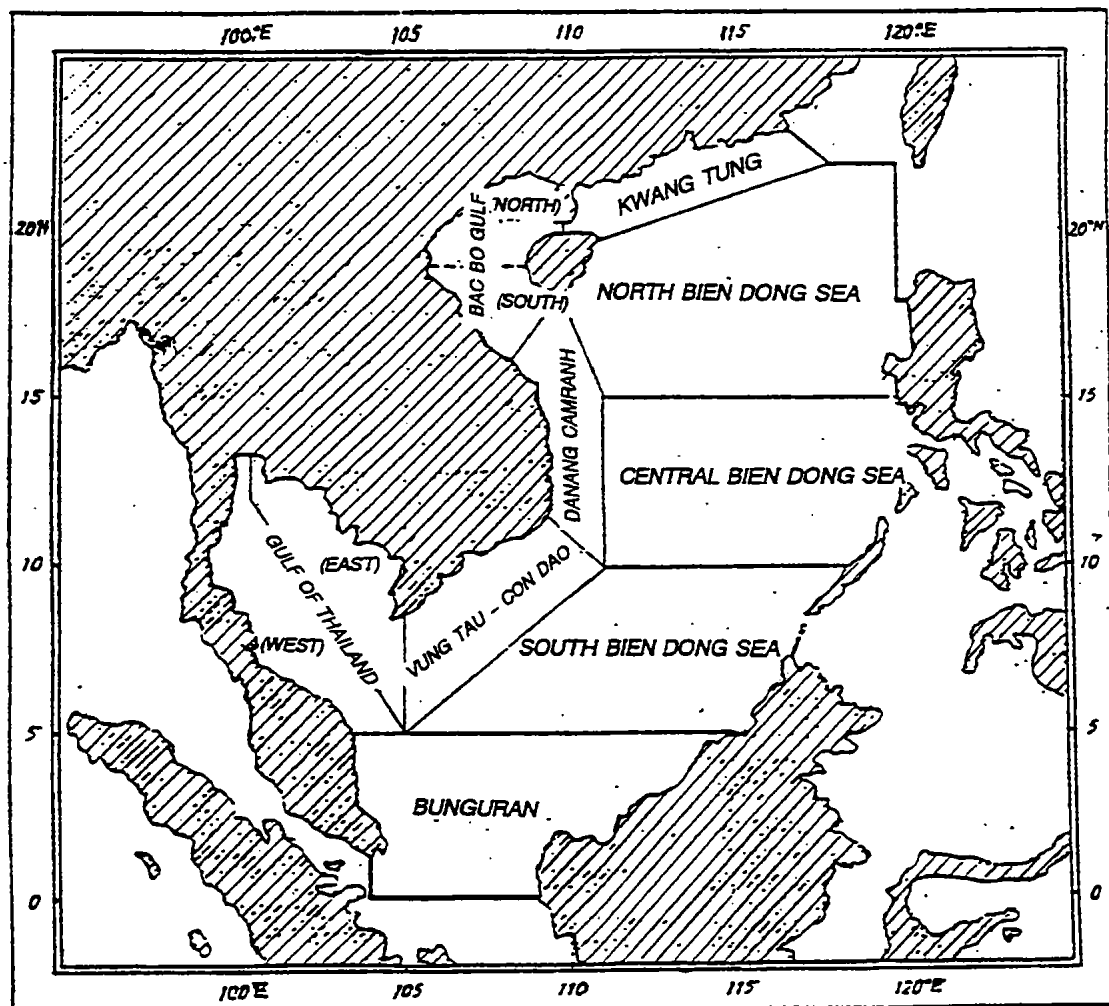 100°E 105 110 115 120°E
KWANG TUNG
(NORTH)
20°N 20°N
BAC BO GULF
NORTH BIEN DONG SEA
(SOUTH)
15 15
DANANG CAMRANH
CENTRAL BIEN DONG SEA
10 10
GULF OF THAILAND
(EAST)
VUNG TAU - CON DAO
(WEST)
SOUTH BIEN DONG SEA
5 5
BUNGURAN
0 0
100°E 105 110 115 120°E